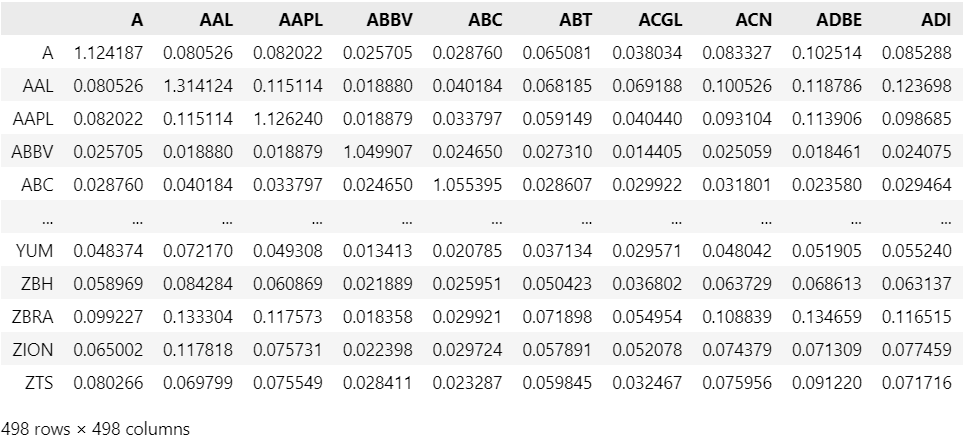 A AAL AAPL ABBV ABC ABT ACGL ACN ADBE ADI
A 1.124187 0.080526 0.082022 0.025705 0.028760 0.065081 0.038034 0.083327 0.102514 0.085288
AAL 0.080526 1.314124 0.115114 0.018880 0.040184 0.068185 0.069188 0.100526 0.118786 0.123698
AAPL 0.082022 0.115114 1.126240 0.018879 0.033797 0.059149 0.040440 0.093104 0.113906 0.098685
ABBV 0.025705 0.018880 0.018879 1.049907 0.024650 0.027310 0.014405 0.025059 0.018461 0.024075
ABC 0.028760 0.040184 0.033797 0.024650 1.055395 0.028607 0.029922 0.031801 0.023580 0.029464
... ... ... ... ... ... ... ... ... ... ...
YUM 0.048374 0.072170 0.049308 0.013413 0.020785 0.037134 0.029571 0.048042 0.051905 0.055240
ZBH 0.058969 0.084284 0.060869 0.021889 0.025951 0.050423 0.036802 0.063729 0.068613 0.063137
ZBRA 0.099227 0.133304 0.117573 0.018358 0.029921 0.071898 0.054954 0.108839 0.134659 0.116515
ZION 0.065002 0.117818 0.075731 0.022398 0.029724 0.057891 0.052078 0.074379 0.071309 0.077459
ZTS 0.080266 0.069799 0.075549 0.028411 0.023287 0.059845 0.032467 0.075956 0.091220 0.071716
498 rows × 498 columns